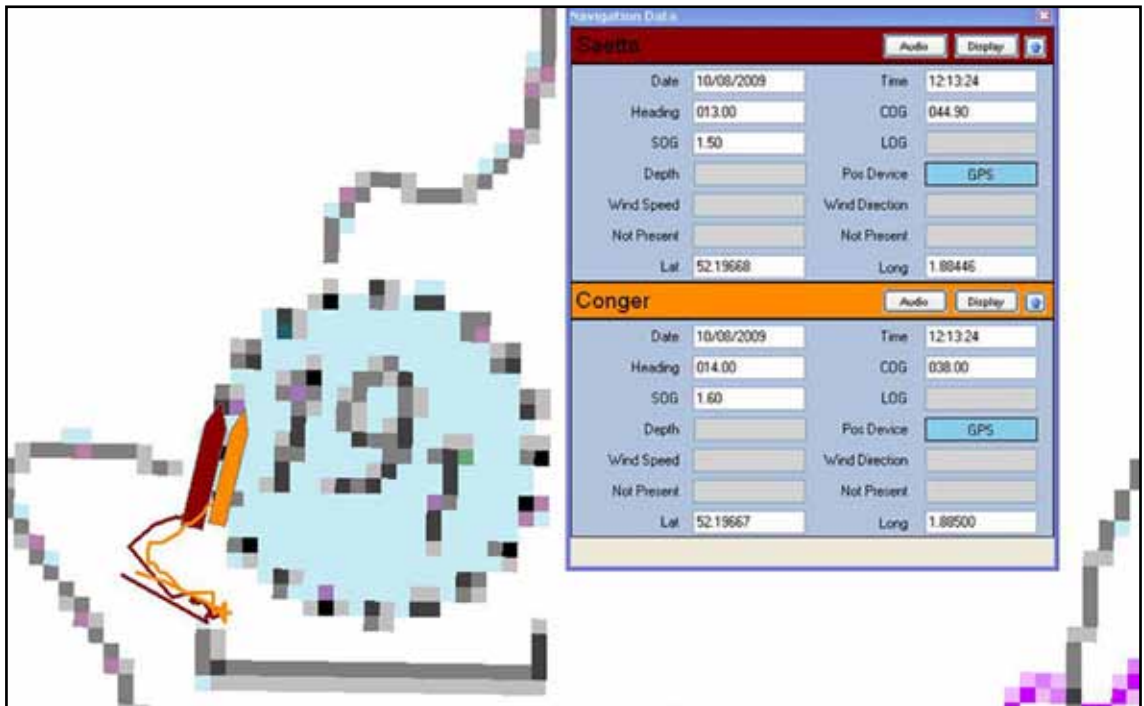 Navigation Data
Saetta Audio Display
Date 10/08/2009 Time 12:13:24
Heading 013.00 COG 044.90
SOG 1.50 LOG
Depth Pos Device GPS
Wind Speed Wind Direction
Not Present Not Present
Lat 52.19668 Long 1.88446
Conger Audio Display
Date 10/08/2009 Time 12:13:24
Heading 014.00 COG 038.00
SOG 1.60 LOG
Depth Pos Device GPS
Wind Speed Wind Direction
Not Present Not Present
Lat 52.19667 Long 1.88500
19,